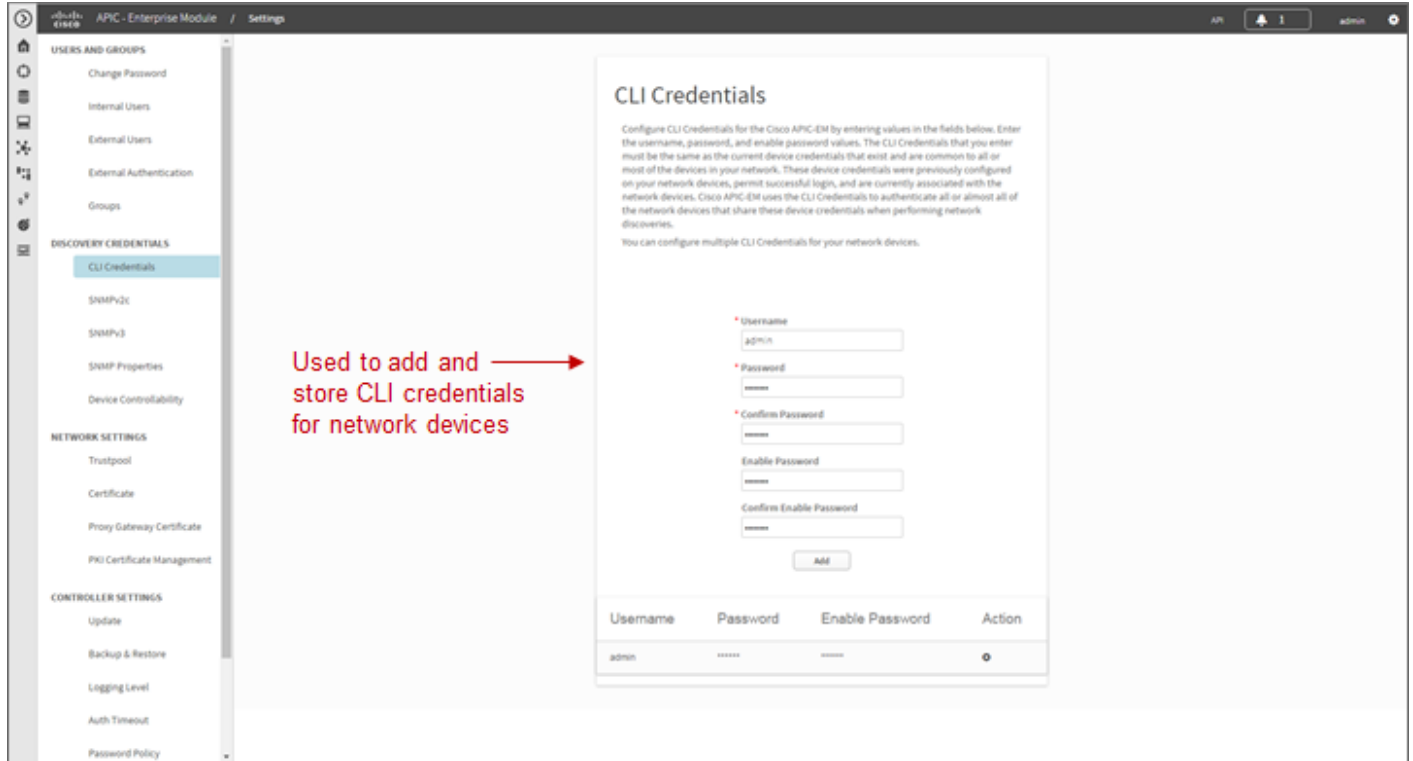 cisco APIC - Enterprise Module / Settings
API
1
admin
USERS AND GROUPS
Change Password
Internal Users
External Users
External Authentication
Groups
DISCOVERY CREDENTIALS
CLI Credentials
SNMPv2c
SNMPv3
SNMP Properties
Device Controllability
NETWORK SETTINGS
Trustpool
Certificate
Proxy Gateway Certificate
PKI Certificate Management
CONTROLLER SETTINGS
Update
Backup & Restore
Logging Level
Auth Timeout
Password Policy
Used to add and
store CLI credentials
for network devices
CLI Credentials
Configure CLI Credentials for the Cisco APIC-EM by entering values in the fields below. Enter
the username, password, and enable password values. The CLI Credentials that you enter
must be the same as the current device credentials that exist and are common to all or
most of the devices in your network. These device credentials were previously configured
on your network devices, permit successful login, and are currently associated with the
network devices. Cisco APIC-EM uses the CLI Credentials to authenticate all or almost all of
the network devices that share these device credentials when performing network
discoveries.
You can configure multiple CLI Credentials for your network devices.
* Username
admin
* Password
•••••••
* Confirm Password
•••••••
Enable Password
•••••••
Confirm Enable Password
•••••••
Add
Username Password Enable Password Action
admin ****** ******